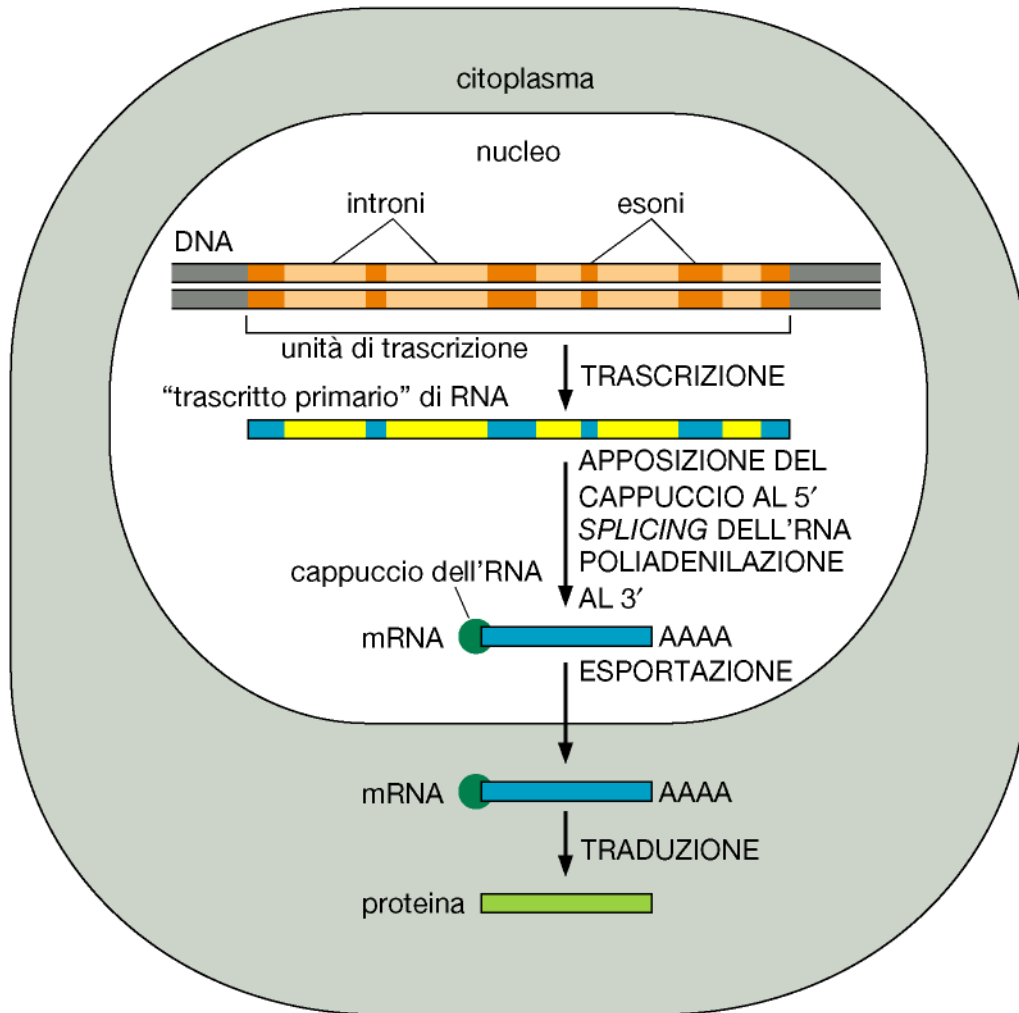 citoplasma
nucleo
introni
esoni
DNA
unità di trascrizione
TRASCRIZIONE
“trascritto primario” di RNA
APPOSIZIONE DEL
CAPPUCCIO AL 5′
SPLICING DELL’RNA
POLIADENILAZIONE
AL 3′
cappuccio dell’RNA
mRNA
AAAA
ESPORTAZIONE
mRNA
AAAA
TRADUZIONE
proteina